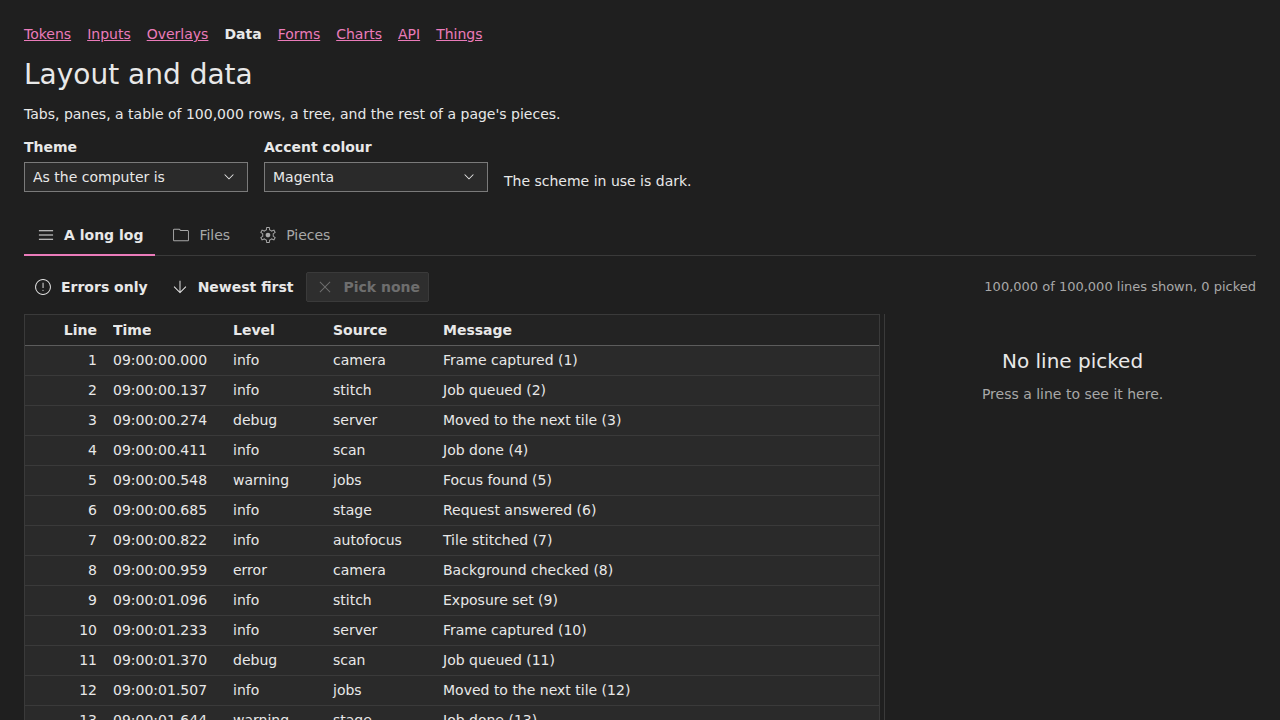 Tokens Inputs Overlays Data Forms Charts API Things
Layout and data
Tabs, panes, a table of 100,000 rows, a tree, and the rest of a page's pieces.
Theme Accent colour
As the computer is Magenta The scheme in use is dark.
A long log Files Pieces
Errors only Newest first Pick none 100,000 of 100,000 lines shown, 0 picked
Line Time Level Source Message
1 09:00:00.000 info camera Frame captured (1)
2 09:00:00.137 info stitch Job queued (2)
3 09:00:00.274 debug server Moved to the next tile (3)
4 09:00:00.411 info scan Job done (4)
5 09:00:00.548 warning jobs Focus found (5)
6 09:00:00.685 info stage Request answered (6)
7 09:00:00.822 info autofocus Tile stitched (7)
8 09:00:00.959 error camera Background checked (8)
9 09:00:01.096 info stitch Exposure set (9)
10 09:00:01.233 info server Frame captured (10)
11 09:00:01.370 debug scan Job queued (11)
12 09:00:01.507 info jobs Moved to the next tile (12)
13 09:00:01.644 warning stage Job done (13)
No line picked
Press a line to see it here.